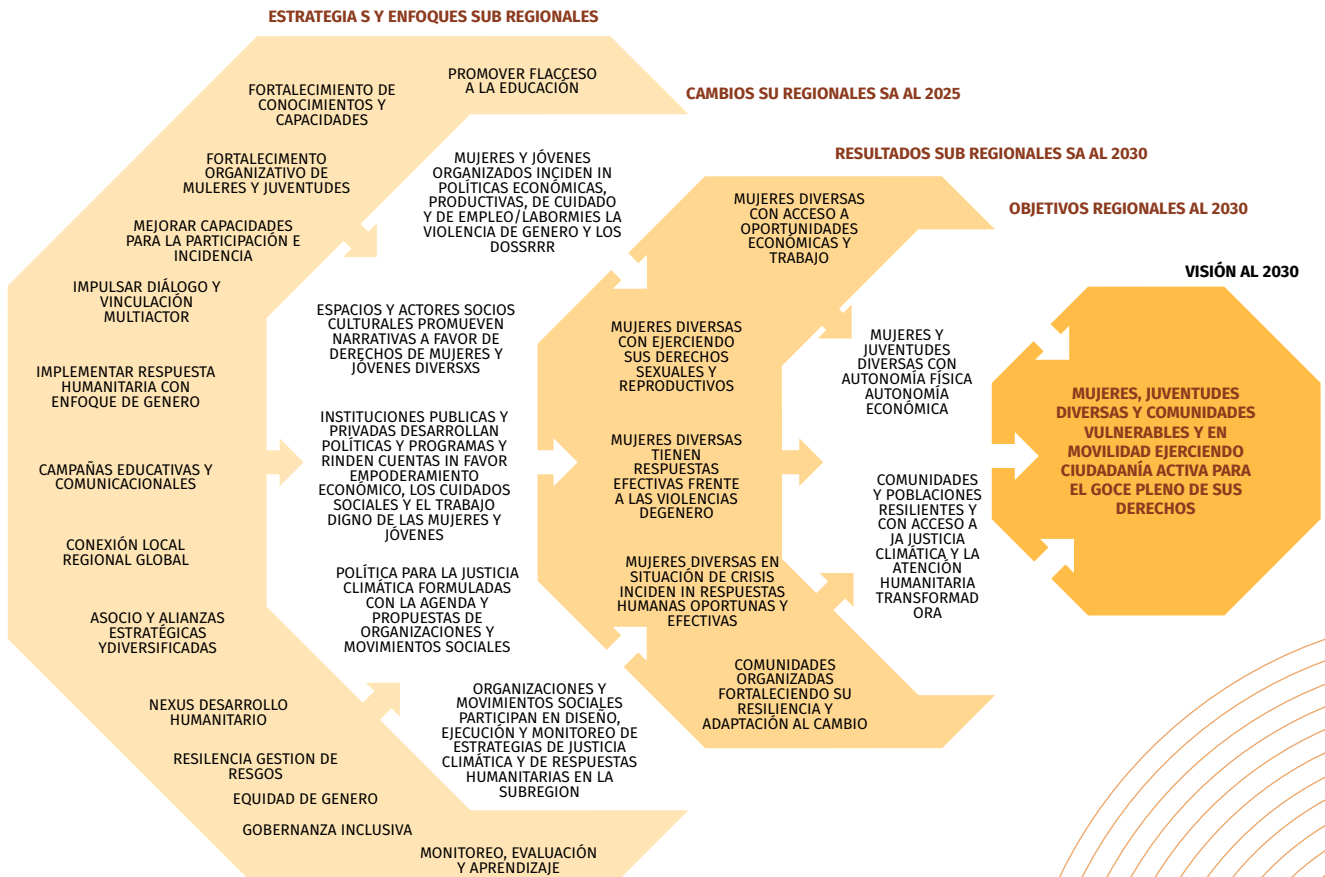 ESTRATEGIA S Y ENFOQUES SUB REGIONALES
PROMOVER FLACCESO
A LA EDUCACIÓN
FORTALECIMIENTO DE
CONOCIMIENTOS Y
CAPACIDADES
FORTALECIMENTO
ORGANIZATIVO DE
MULERES Y JUVENTUDES
MEJORAR CAPACIDADES
PARA LA PARTICIPACIÓN E
INCIDENCIA
IMPULSAR DIÁLOGO Y
VINCULACIÓN
MULTIACTOR
IMPLEMENTAR RESPUETA
HUMANITARIA CON
ENFOQUE DE GENERO
CAMPAÑAS EDUCATIVAS Y
COMUNICACIONALES
CONEXIÓN LOCAL
REGIONAL GLOBAL
ASOCIO Y ALIANZAS
ESTRATÉGICAS
YDIVERSIFICADAS
NEXUS DESARROLLO
HUMANITARIO
RESILENCIA GESTION DE
RESGOS
EQUIDAD DE GENERO
GOBERNANZA INCLUSIVA
MONITOREO, EVALUACIÓN
Y APRENDIZAJE
CAMBIOS SU REGIONALES SA AL 2025
MUJERES Y JÓVENES
ORGANIZADOS INCIDEN IN
POLÍTICAS ECONÓMICAS,
PRODUCTIVAS, DE CUIDADO
Y DE EMPLEO/LABORMIES LA
VIOLENCIA DE GENERO Y LOS
DOSSRRR
ESPACIOS Y ACTORES SOCIOS
CULTURALES PROMUEVEN
NARRATIVAS A FAVOR DE
DERECHOS DE MUJERES Y
JÓVENES DIVERSXS
INSTITUCIONES PUBLICAS Y
PRIVADAS DESARROLLAN
POLÍTICAS Y PROGRAMAS Y
RINDEN CUENTAS IN FAVOR
EMPODERAMIENTO
ECONÓMICO, LOS CUIDADOS
SOCIALES Y EL TRABAJO
DIGNO DE LAS MUJERES Y
JÓVENES
POLÍTICA PARA LA JUSTICIA
CLIMÁTICA FORMULADAS
CON LA AGENDA Y
PROPUESTAS DE
ORGANIZACIONES Y
MOVIMIENTOS SOCIALES
ORGANIZACIONES Y
MOVIMIENTOS SOCIALES
PARTICIPAN EN DISEÑO,
EJECUCIÓN Y MONITOREO DE
ESTRATEGIAS DE JUSTICIA
CLIMÁTICA Y DE RESPUESTAS
HUMANITARIAS EN LA
SUBREGION
RESULTADOS SUB REGIONALES SA AL 2030
MUJERES DIVERSAS
CON ACCESO A
OPORTUNIDADES
ECONÓMICAS Y
TRABAJO
MUJERES DIVERSAS
CON EJERCIENDO
SUS DERECHOS
SEXUALES Y
REPRODUCTIVOS
MUJERES DIVERSAS
TIENEN
RESPUESTAS
EFECTIVAS FRENTE
A LAS VIOLENCIAS
DEGENERO
MUJERES DIVERSAS EN
SITUACIÓN DE CRISIS
INCIDEN IN RESPUESTAS
HUMANAS OPORTUNAS Y
EFECTIVAS
COMUNIDADES
ORGANIZADAS
FORTALECIENDO SU
RESILIENCIA Y
ADAPTACIÓN AL CAMBIO
OBJETIVOS REGIONALES AL 2030
MUJERES Y
JUVENTUDES
DIVERSAS CON
AUTONOMÍA FÍSICA
AUTONOMÍA
ECONÓMICA
COMUNIDADES
Y POBLACIONES
RESILIENTES Y
CON ACCESO A
JA JUSTICIA
CLIMÁTICA Y LA
ATENCIÓN
HUMANITARIA
TRANSFORMAD
ORA
VISIÓN AL 2030
MUJERES, JUVENTUDES
DIVERSAS Y COMUNIDADES
VULNERABLES Y EN
MOVILIDAD EJERCIENDO
CIUDADANÍA ACTIVA PARA
EL GOCE PLENO DE SUS
DERECHOS